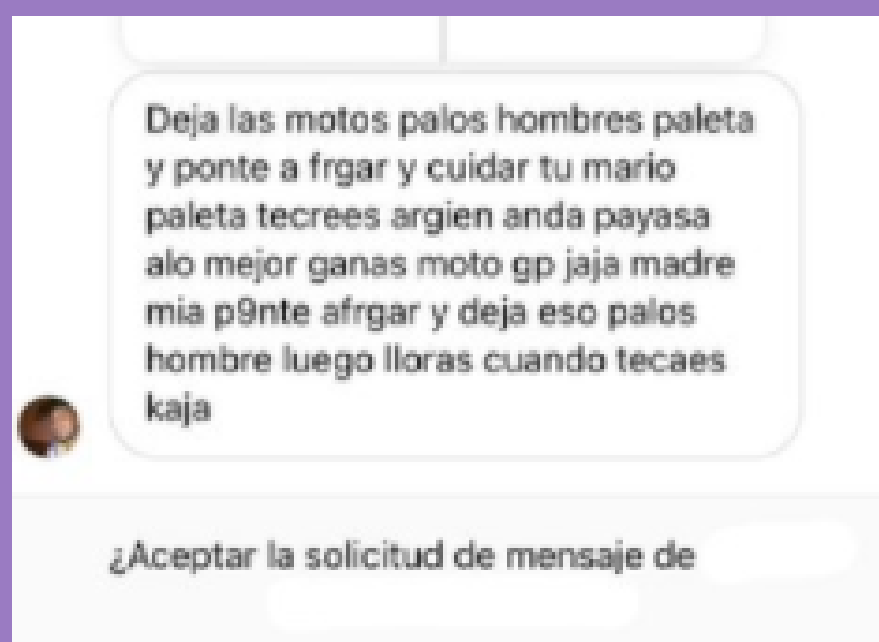 Deja las motos palos hombres paleta
y ponte a frgar y cuidar tu mario
paleta tecrees argien anda payasa
alo mejor ganas moto gp jaja madre
mia p9nte afrgar y deja eso palos
hombre luego lloras cuando tecaes
kaja
¿Aceptar la solicitud de mensaje de